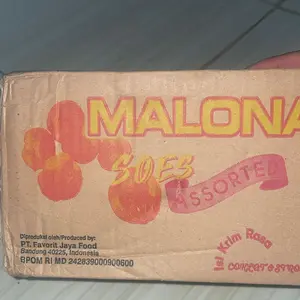 MALONA
SOES
ASSORTED
Isi Krim Rasa
Diproduksi oleh/Produced by:
PT. Favorit Jaya Food
Bandung 40225, Indonesia
BPOM RI MD 242839000900600